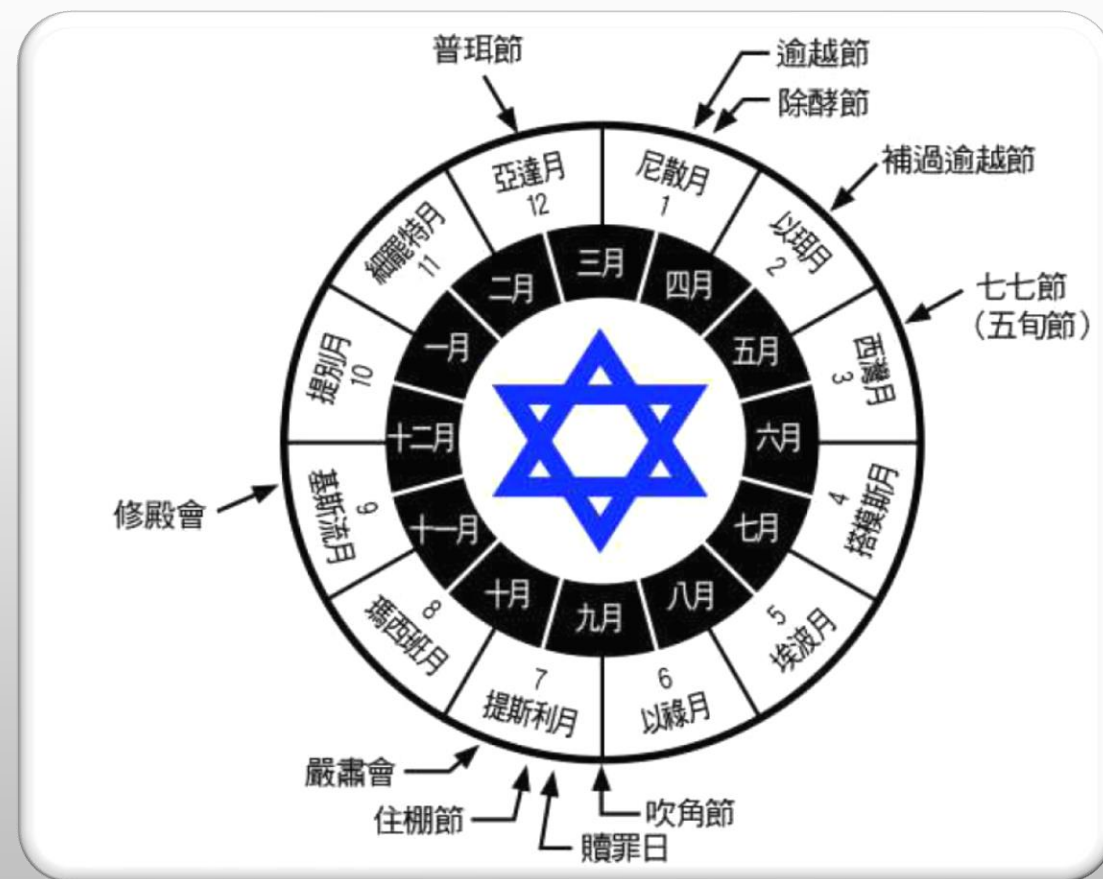 普珥節
逾越節
除酵節
補過逾越節
七七節
（五旬節）
修殿會
嚴肅會
住棚節
贖罪日
吹角節
尼散月
1
以珥月
2
西灣月
3
4
搭模斯月
5
埃波月
6
以祿月
7
提斯利月
8
瑪西班月
9
基斯流月
提別月
10
細罷特月
11
亞達月
12
三月
四月
五月
六月
七月
八月
九月
十月
十一月
十二月
一月
二月